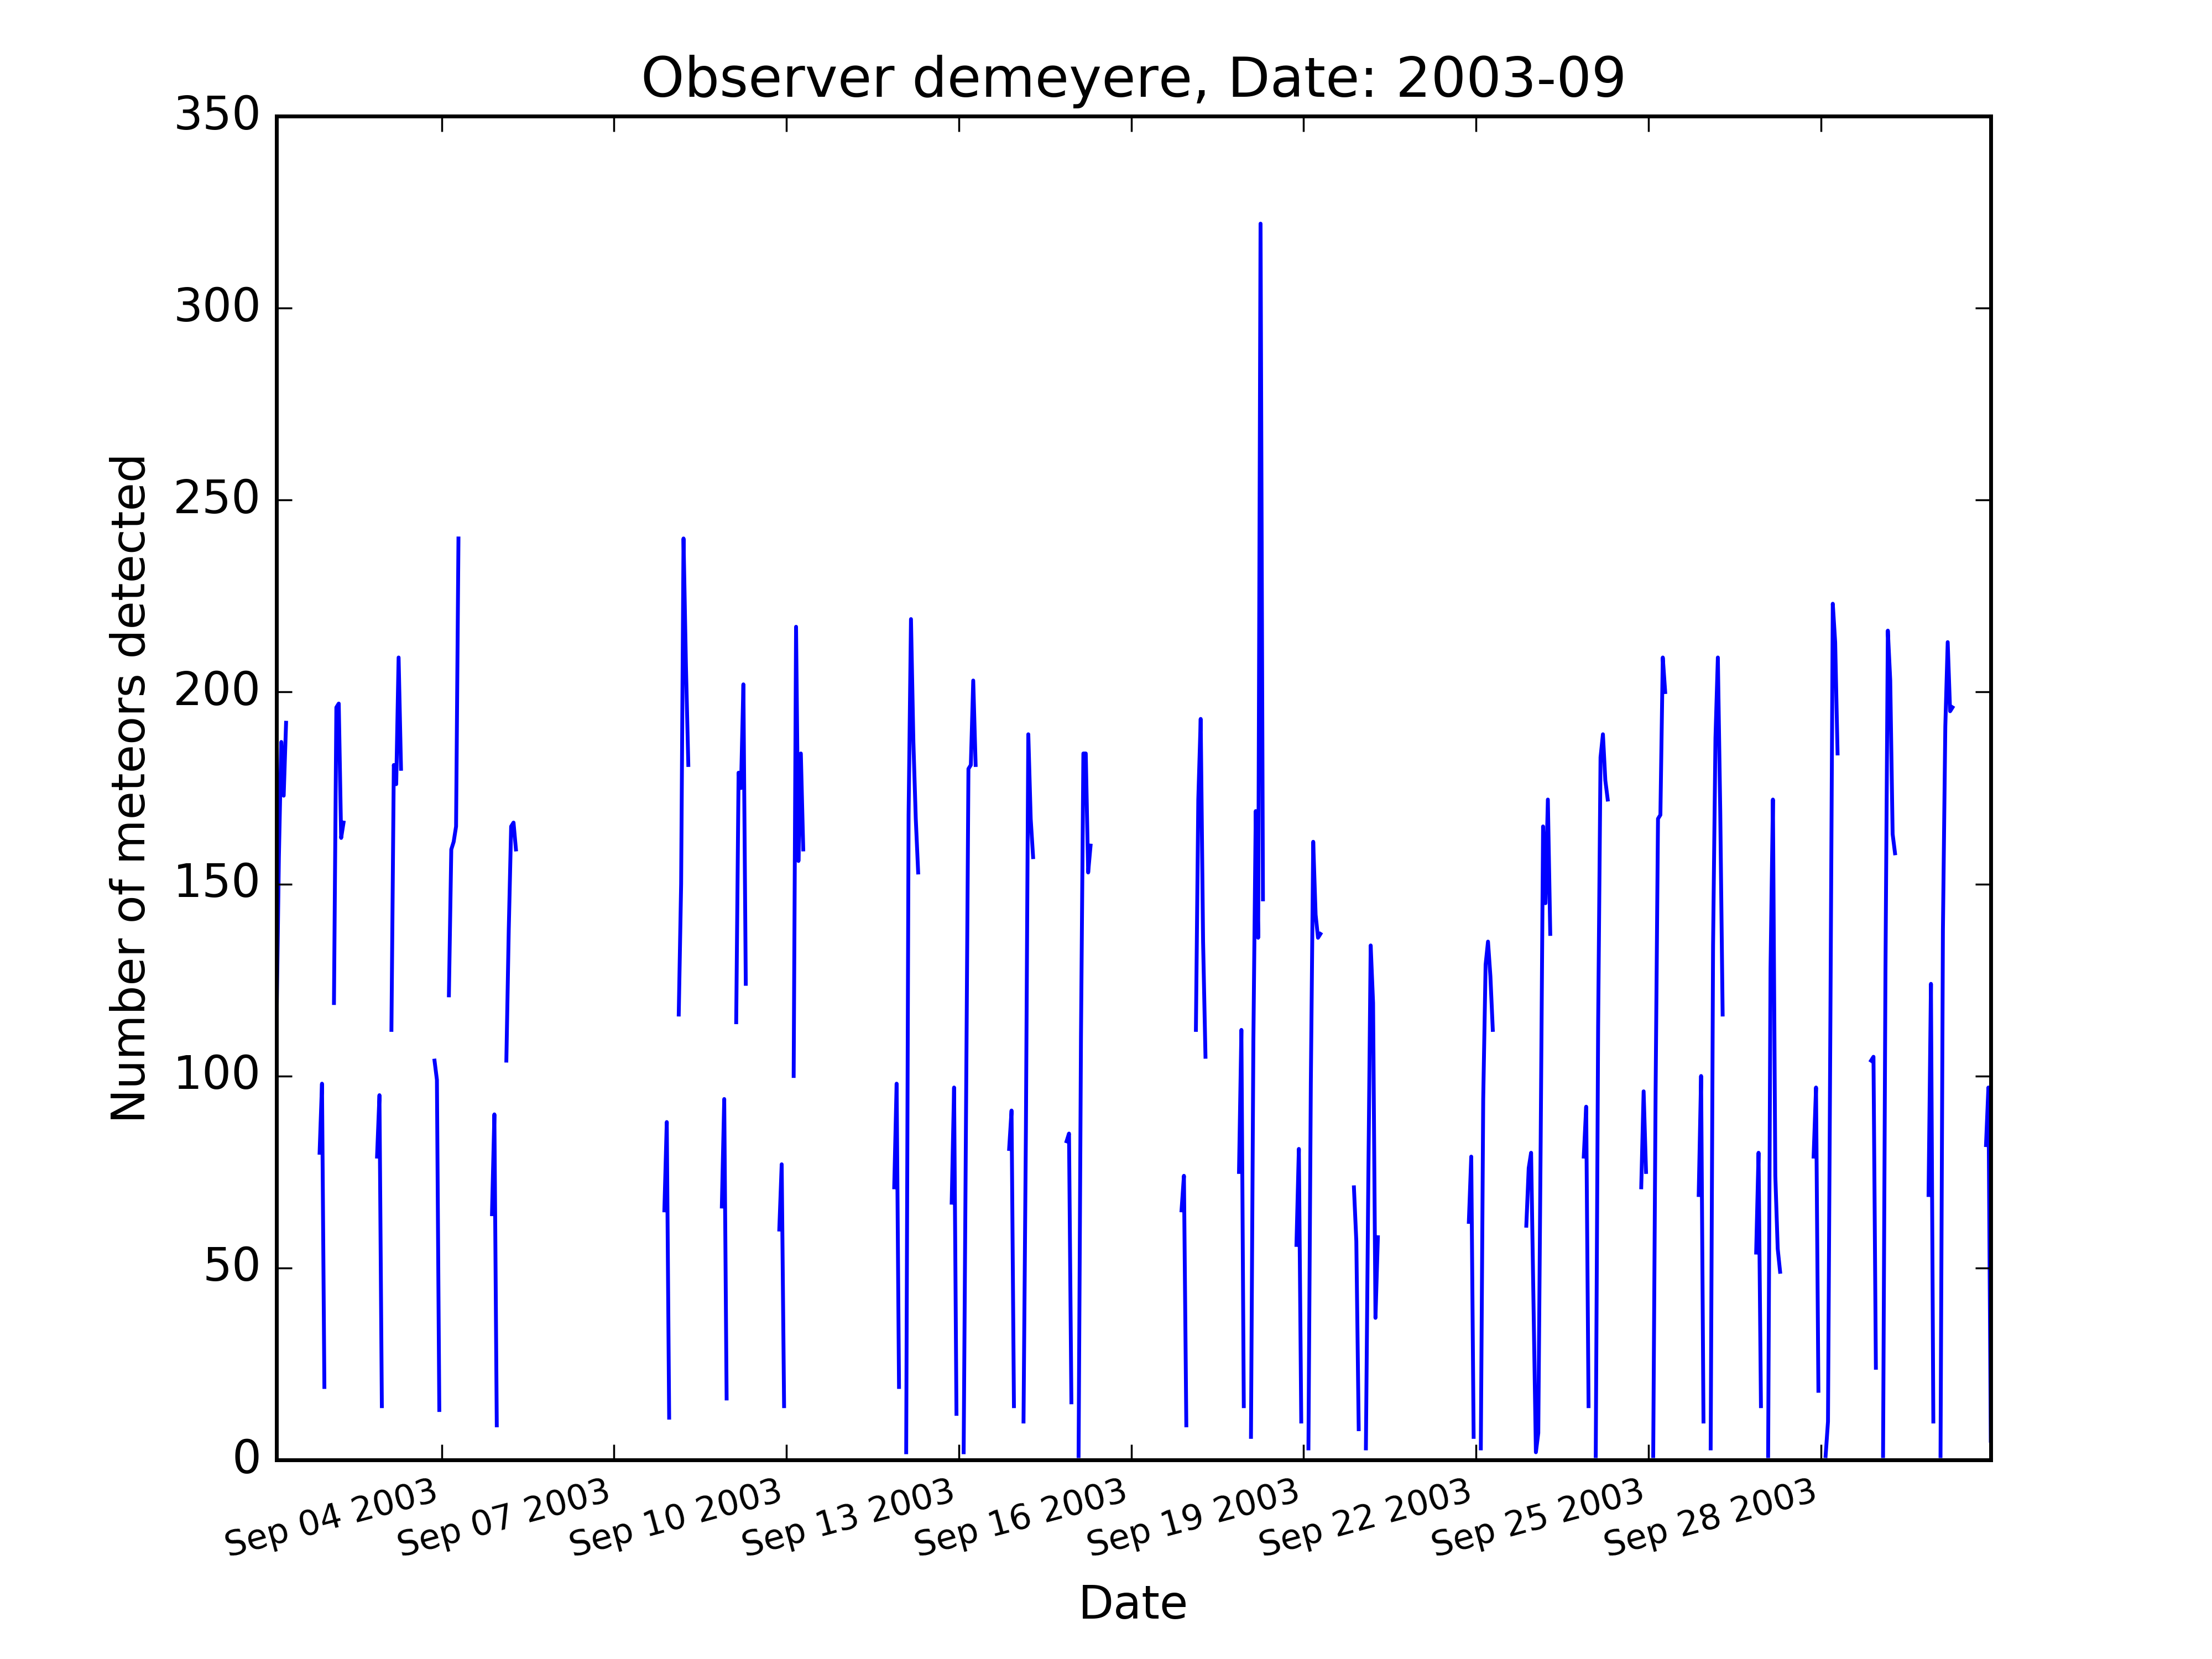 Observer demeyere, Date: 2003-09
350
300
250
200
150
100
50
0
Number of meteors detected
Sep 04 2003
Sep 07 2003
Sep 10 2003
Sep 13 2003
Sep 16 2003
Sep 19 2003
Sep 22 2003
Sep 25 2003
Sep 28 2003
Date